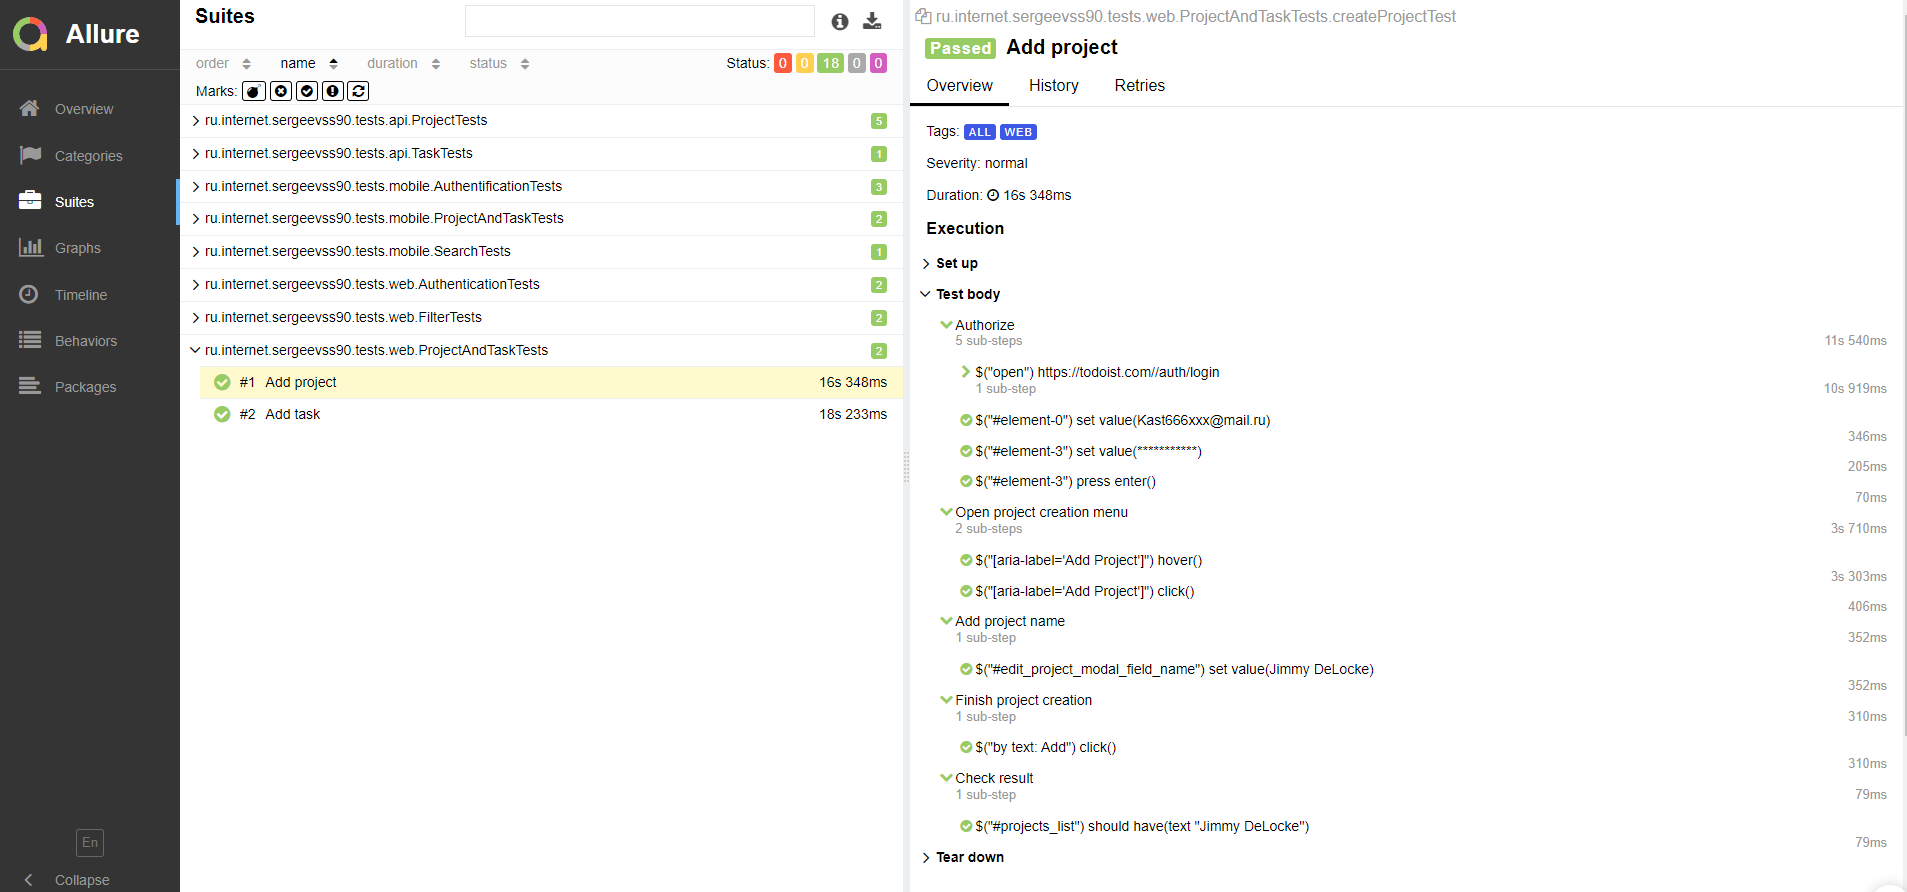 Allure
Overview
Categories
Suites
Graphs
Timeline
Behaviors
Packages
En
Collapse
Suites
order name duration status Status: 0 0 18 0 0
Marks:
ru.internet.sergeevss90.tests.api.ProjectTests 5
ru.internet.sergeevss90.tests.api.TaskTests 1
ru.internet.sergeevss90.tests.mobile.AuthentificationTests 3
ru.internet.sergeevss90.tests.mobile.ProjectAndTaskTests 2
ru.internet.sergeevss90.tests.mobile.SearchTests 1
ru.internet.sergeevss90.tests.web.AuthenticationTests 2
ru.internet.sergeevss90.tests.web.FilterTests 2
ru.internet.sergeevss90.tests.web.ProjectAndTaskTests 2
#1 Add project 16s 348ms
#2 Add task 18s 233ms
ru.internet.sergeevss90.tests.web.ProjectAndTaskTests.createProjectTest
Passed Add project
Overview History Retries
Tags: ALL WEB
Severity: normal
Duration: 16s 348ms
Execution
Set up
Test body
Authorize
5 sub-steps 11s 540ms
$("open") https://todoist.com//auth/login
1 sub-step 10s 919ms
$("#element-0") set value(Kast666xxx@mail.ru)
346ms
$("#element-3") set value(***********)
205ms
$("#element-3") press enter()
70ms
Open project creation menu
2 sub-steps 3s 710ms
$("[aria-label='Add Project']") hover()
3s 303ms
$("[aria-label='Add Project']") click()
406ms
Add project name
1 sub-step 352ms
$("#edit_project_modal_field_name") set value(Jimmy DeLocke)
352ms
Finish project creation
1 sub-step 310ms
$("by text: Add") click()
310ms
Check result
1 sub-step 79ms
$("#projects_list") should have(text "Jimmy DeLocke")
79ms
Tear down